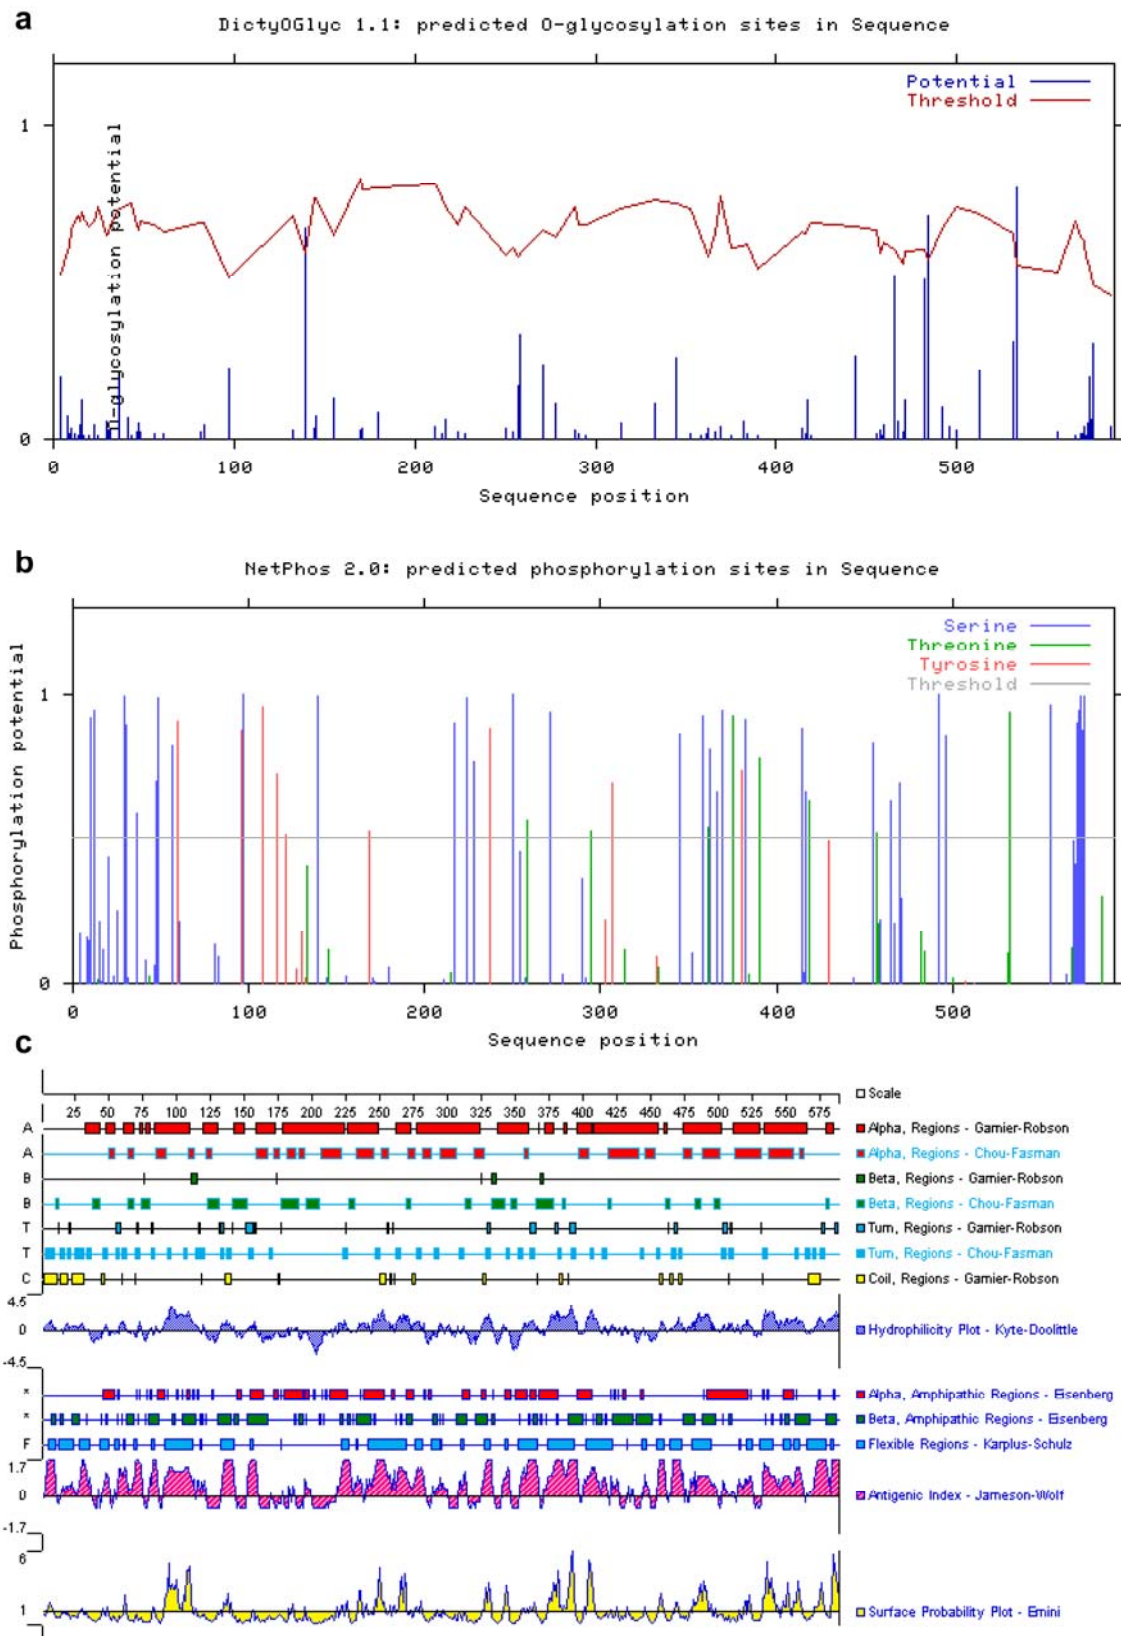 a
DictyOGlyc 1.1: predicted O-glycosylation sites in Sequence
Potential
Threshold
1
-glycosylation potential
0
0 100 200 300 400 500
Sequence position
b
NetPhos 2.0: predicted phosphorylation sites in Sequence
Serine
Threonine
Tyrosine
Threshold
Phosphorylation potential
1
0
0 100 200 300 400 500
Sequence position
c
Scale
25 50 75 100 125 150 175 200 225 250 275 300 325 350 375 400 425 450 475 500 525 550 575
A Alpha, Regions - Garnier-Robson
A Alpha, Regions - Chou-Fasman
B Beta, Regions - Garnier-Robson
B Beta, Regions - Chou-Fasman
T Turn, Regions - Garnier-Robson
T Turn, Regions - Chou-Fasman
C Coil, Regions - Garnier-Robson
4.5
0 Hydrophilicity Plot - Kyte-Doolittle
-4.5
* Alpha, Amphipathic Regions - Eisenberg
* Beta, Amphipathic Regions - Eisenberg
F Flexible Regions - Karplus-Schulz
1.7
0 Antigenic Index - Jameson-Wolf
-1.7
6
1 Surface Probability Plot - Emini